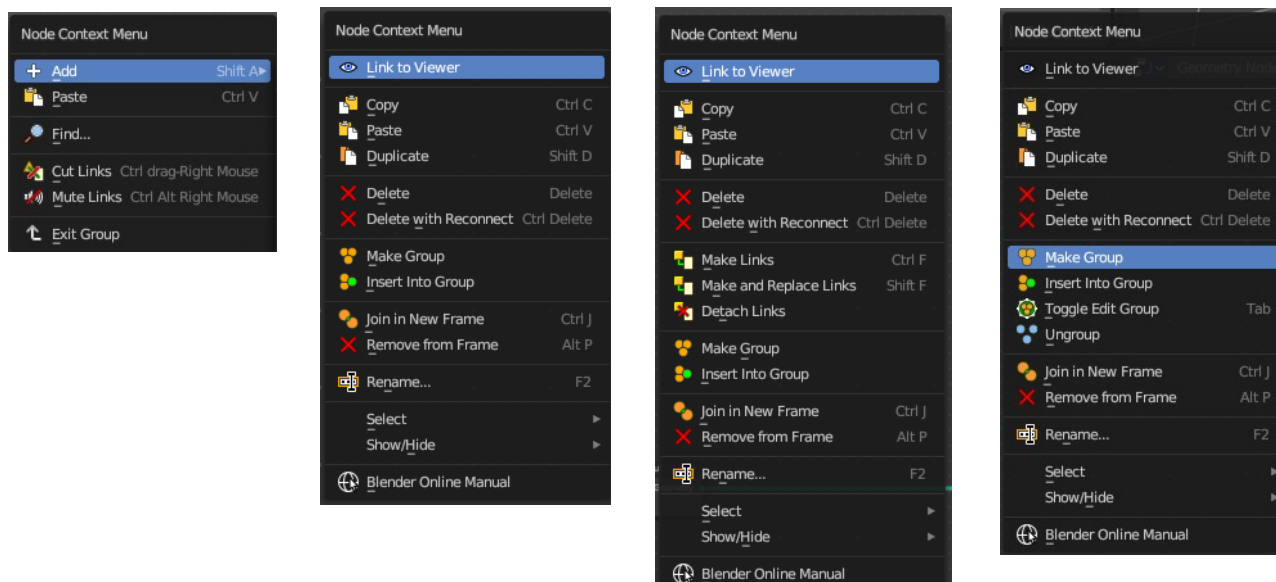 Node Context Menu
Add Shift A
Paste Ctrl V
Find...
Cut Links Ctrl drag-Right Mouse
Mute Links Ctrl Alt Right Mouse
Exit Group
Node Context Menu
Link to Viewer
Copy Ctrl C
Paste Ctrl V
Duplicate Shift D
Delete Delete
Delete with Reconnect Ctrl Delete
Make Group
Insert Into Group
Join in New Frame Ctrl J
Remove from Frame Alt P
Rename... F2
Select
Show/Hide
Blender Online Manual
Node Context Menu
Link to Viewer
Copy Ctrl C
Paste Ctrl V
Duplicate Shift D
Delete Delete
Delete with Reconnect Ctrl Delete
Make Links Ctrl F
Make and Replace Links Shift F
Detach Links
Make Group
Insert Into Group
Join in New Frame Ctrl J
Remove from Frame Alt P
Rename... F2
Select
Show/Hide
Blender Online Manual
Node Context Menu
Link to Viewer Geometry Node
Copy Ctrl C
Paste Ctrl V
Duplicate Shift D
Delete Delete
Delete with Reconnect Ctrl Delete
Make Group
Insert Into Group
Toggle Edit Group Tab
Ungroup
Join in New Frame Ctrl J
Remove from Frame Alt P
Rename... F2
Select
Show/Hide
Blender Online Manual